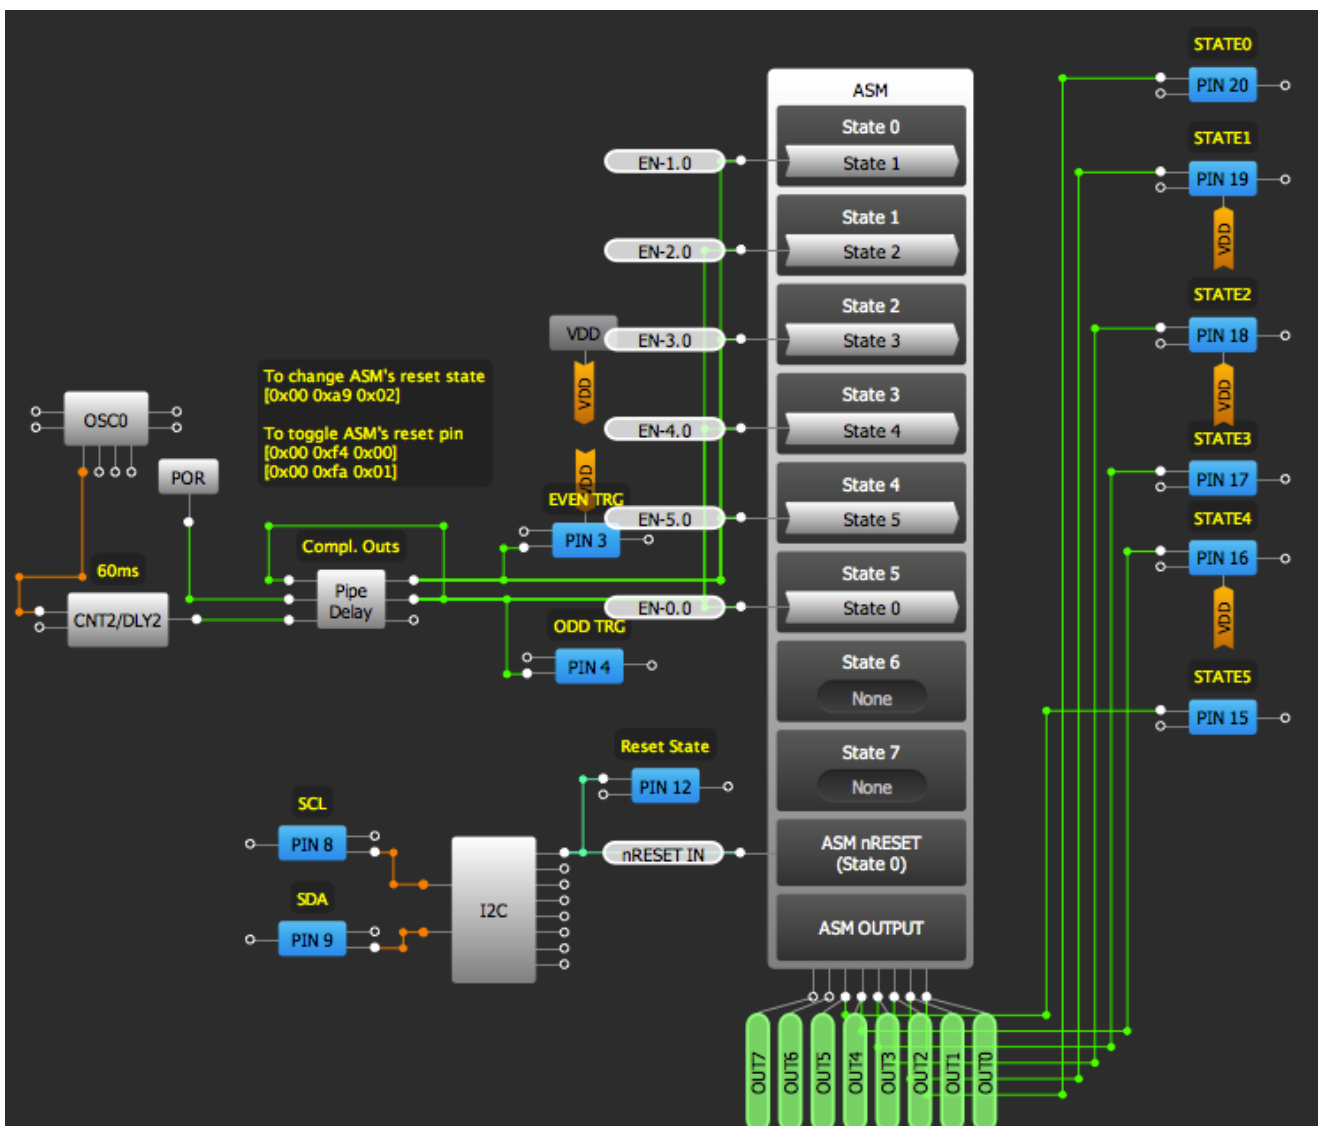 STATE0
PIN 20
ASM
State 0
EN-1.0
State 1
STATE1
PIN 19
VDD
State 1
EN-2.0
State 2
STATE2
PIN 18
VDD
State 2
VDD
EN-3.0
State 3
VDD
To change ASM's reset state
[0x00 0xa9 0x02]
To toggle ASM's reset pin
[0x00 0xf4 0x00]
[0x00 0xfa 0x01]
OSC0
POR
State 3
EN-4.0
State 4
STATE3
PIN 17
VDD
EVEN TRG
PIN 3
State 4
EN-5.0
State 5
STATE4
PIN 16
VDD
60ms
CNT2/DLY2
Compl. Outs
Pipe
Delay
State 5
EN-0.0
State 0
ODD TRG
PIN 4
State 6
None
STATE5
PIN 15
State 7
None
Reset State
PIN 12
SCL
PIN 8
SDA
PIN 9
I2C
nRESET IN
ASM nRESET
(State 0)
ASM OUTPUT
OUT7
OUT6
OUT5
OUT4
OUT3
OUT2
OUT1
OUT0